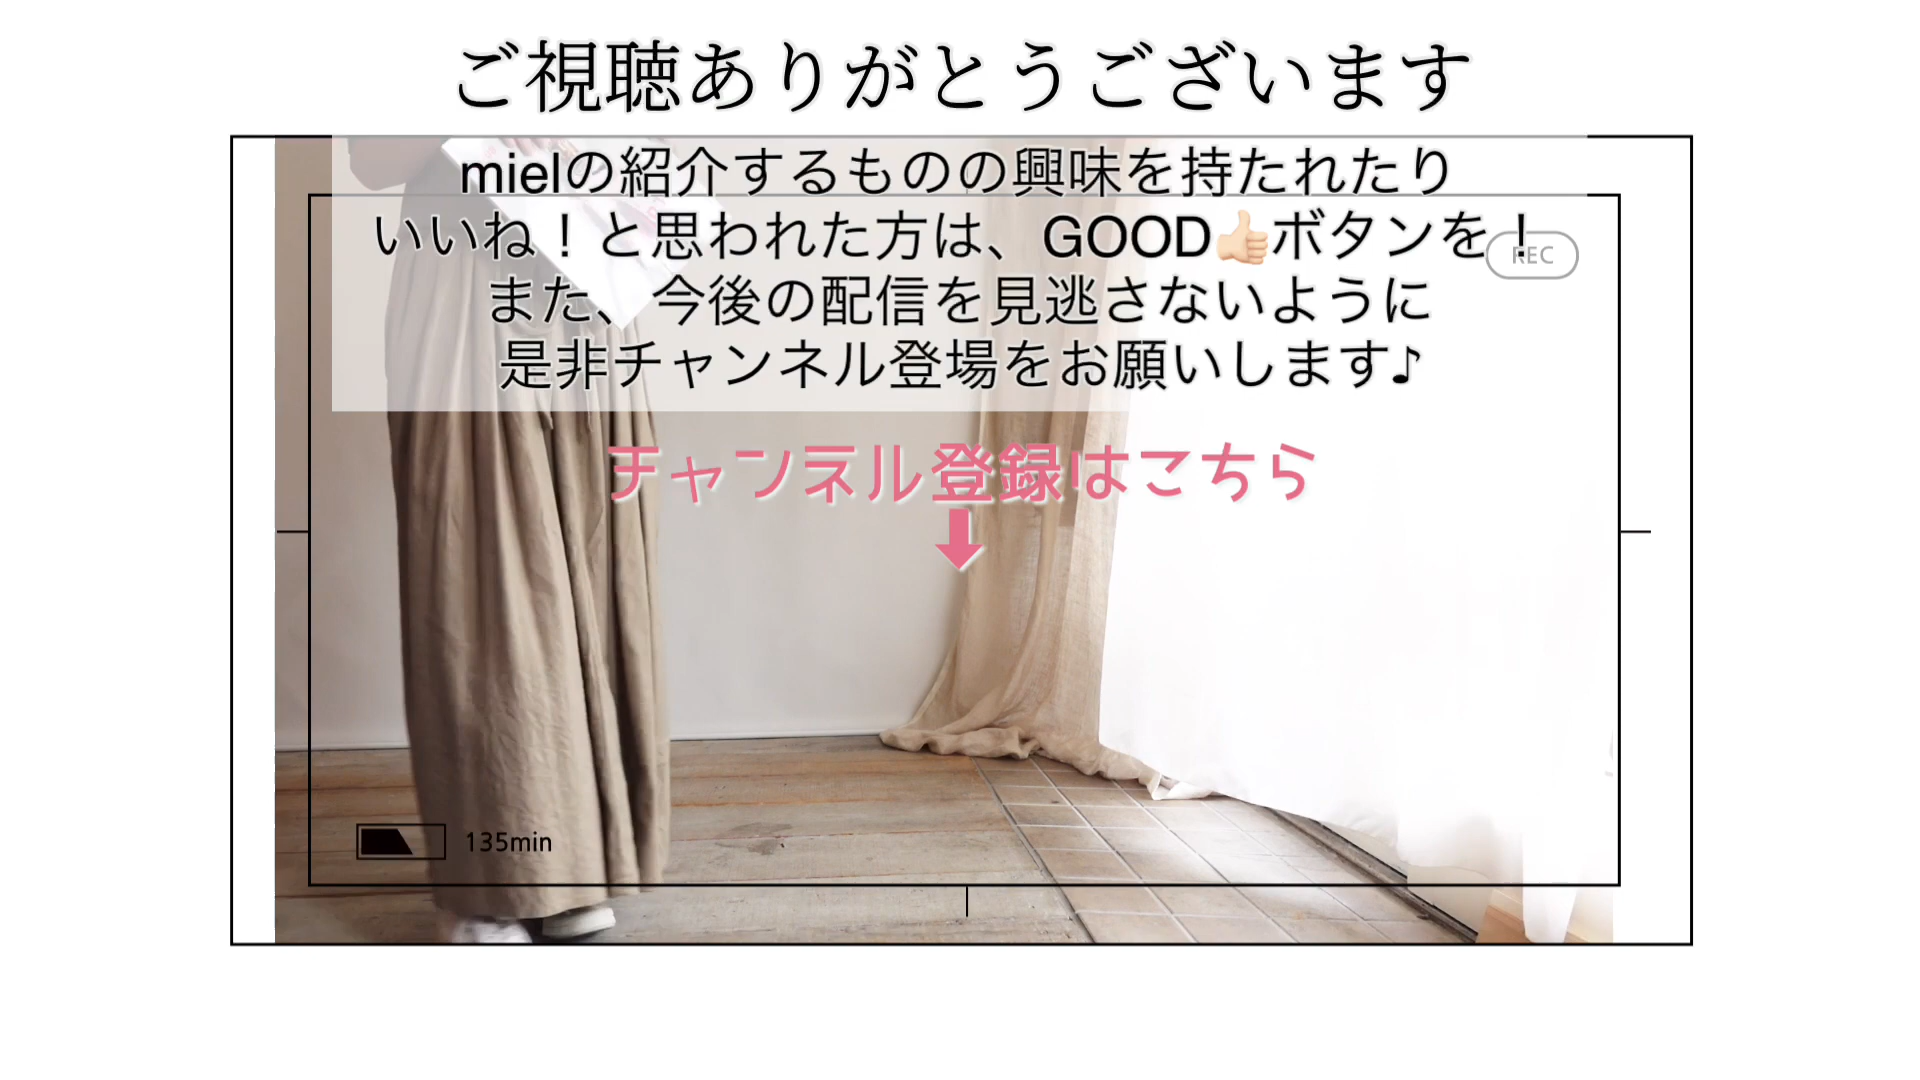 ご視聴ありがとうございます
mielの紹介するものの興味を持たれたり
いいね！と思われた方は、GOOD👍🏻ボタンを！
REC
また、今後の配信を見逃さないように
是非チャンネル登場をお願いします♪
チャンネル登録はこちら
135min